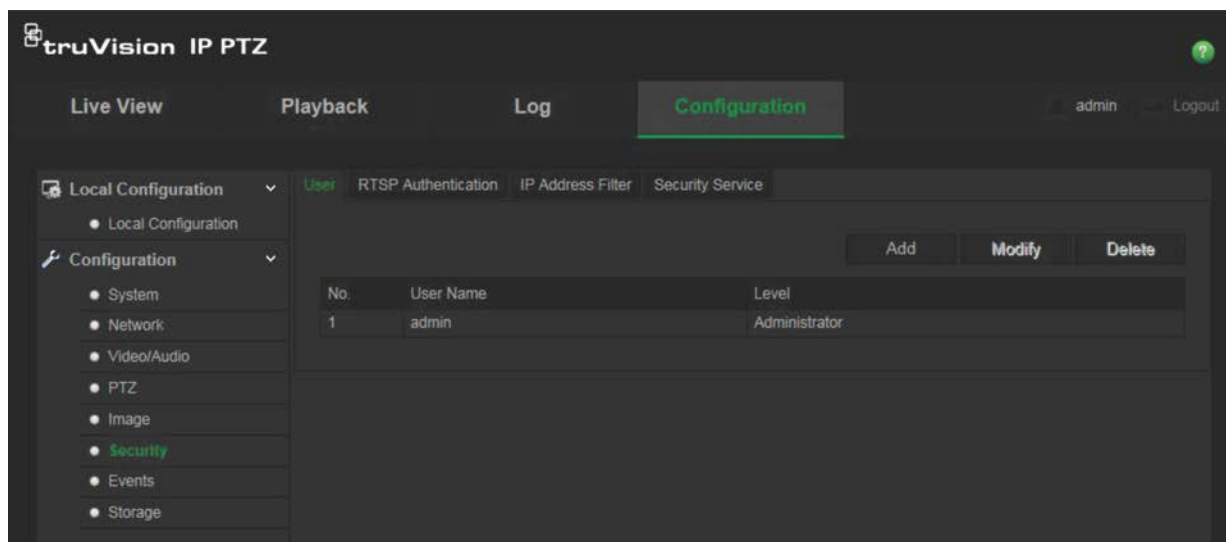 truVision IP PTZ
?
Live View Playback Log Configuration admin Logout
Local Configuration
Local Configuration
Configuration
System
Network
Video/Audio
PTZ
Image
Security
Events
Storage
User RTSP Authentication IP Address Filter Security Service
Add Modify Delete
No. User Name Level
1 admin Administrator